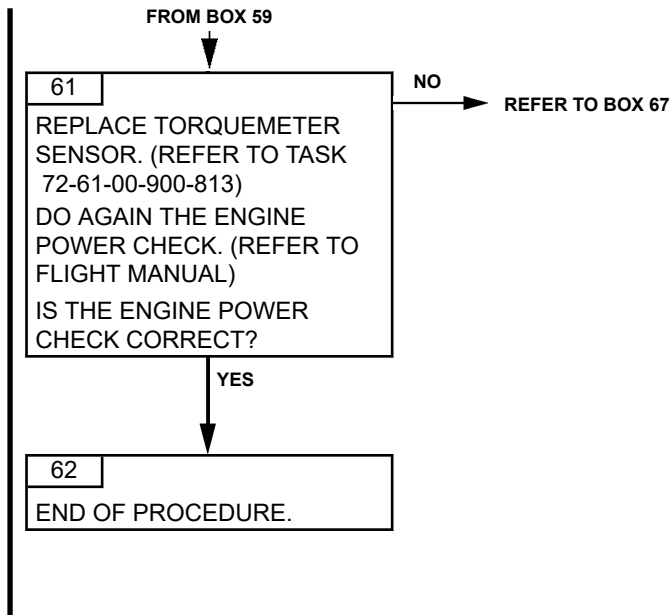 FROM BOX 59
61
NO
REFER TO BOX 67
REPLACE TORQUEMETER
SENSOR. (REFER TO TASK
72-61-00-900-813)
DO AGAIN THE ENGINE
POWER CHECK. (REFER TO
FLIGHT MANUAL)
IS THE ENGINE POWER
CHECK CORRECT?
YES
62
END OF PROCEDURE.